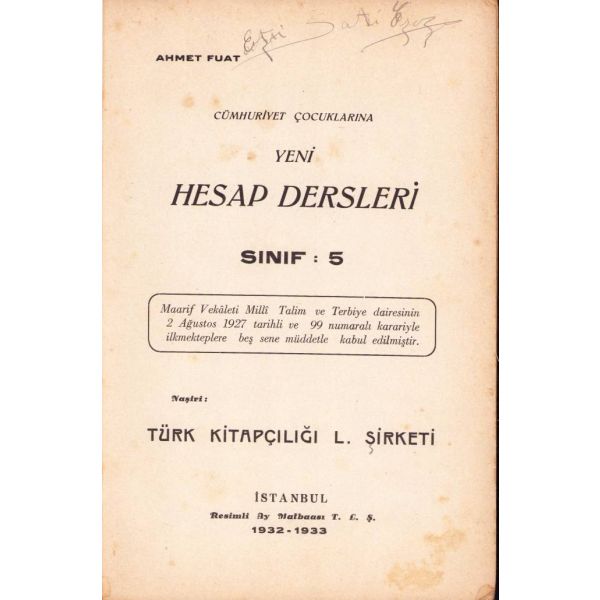 AHMET FUAT
CÜMHURİYET ÇOCUKLARINA
YENİ
HESAP DERSLERİ
SINIF : 5
Maarif Vekâleti Millî Talim ve Terbiye dairesinin
2 Ağustos 1927 tarihli ve 99 numaralı karariyle
ilkmekteplere beş sene müddetle kabul edilmiştir.
Naşiri :
TÜRK KİTAPÇILIĞI L. ŞİRKETİ
İSTANBUL
Resimli Ay Matbaası T. L. Ş.
1932-1933